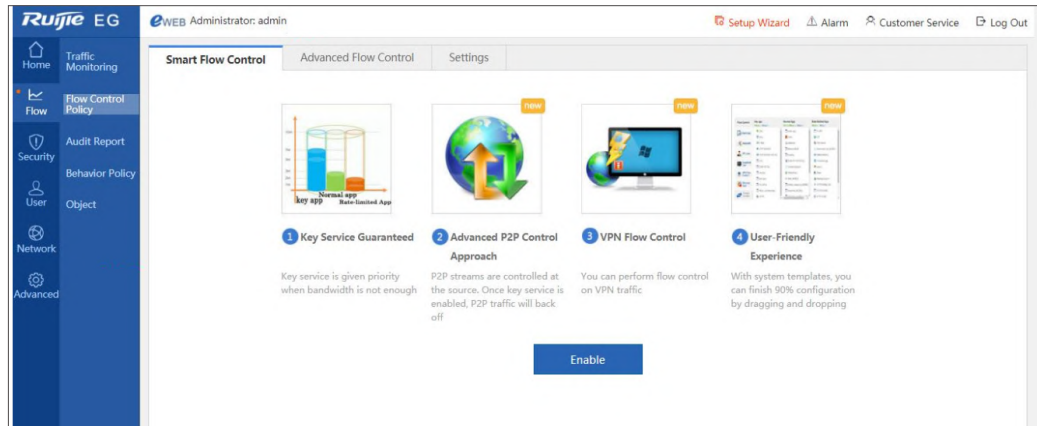 Ruijie EG
eWEB Administrator: admin
Setup Wizard
Alarm
Customer Service
Log Out
Home
Flow
Security
User
Network
Advanced
Traffic
Monitoring
Flow Control
Policy
Audit Report
Behavior Policy
Object
Smart Flow Control
Advanced Flow Control
Settings
key app
Normal app
Rate-limited App
new
new
new
1 Key Service Guaranteed
Key service is given priority
when bandwidth is not enough
2 Advanced P2P Control
Approach
P2P streams are controlled at
the source. Once key service is
enabled, P2P traffic will back
off
3 VPN Flow Control
You can perform flow control
on VPN traffic
4 User-Friendly
Experience
With system templates, you
can finish 90% configuration
by dragging and dropping
Enable